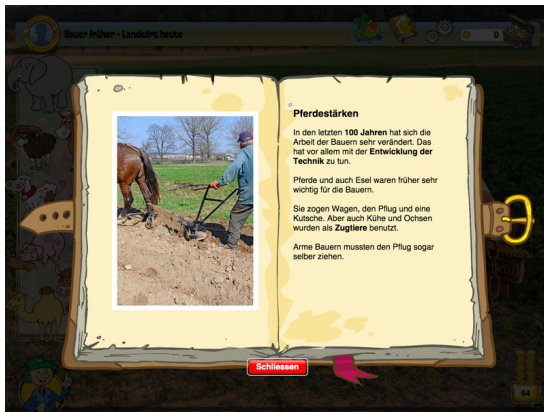 Bauer früher - Landwirt heute
0
Pferdestärken
In den letzten 100 Jahren hat sich die
Arbeit der Bauern sehr verändert. Das
hat vor allem mit der Entwicklung der
Technik zu tun.
Pferde und auch Esel waren früher sehr
wichtig für die Bauern.
Sie zogen Wagen, den Pflug und eine
Kutsche. Aber auch Kühe und Ochsen
wurden als Zugtiere benutzt.
Arme Bauern mussten den Pflug sogar
selber ziehen.
Schliessen
64